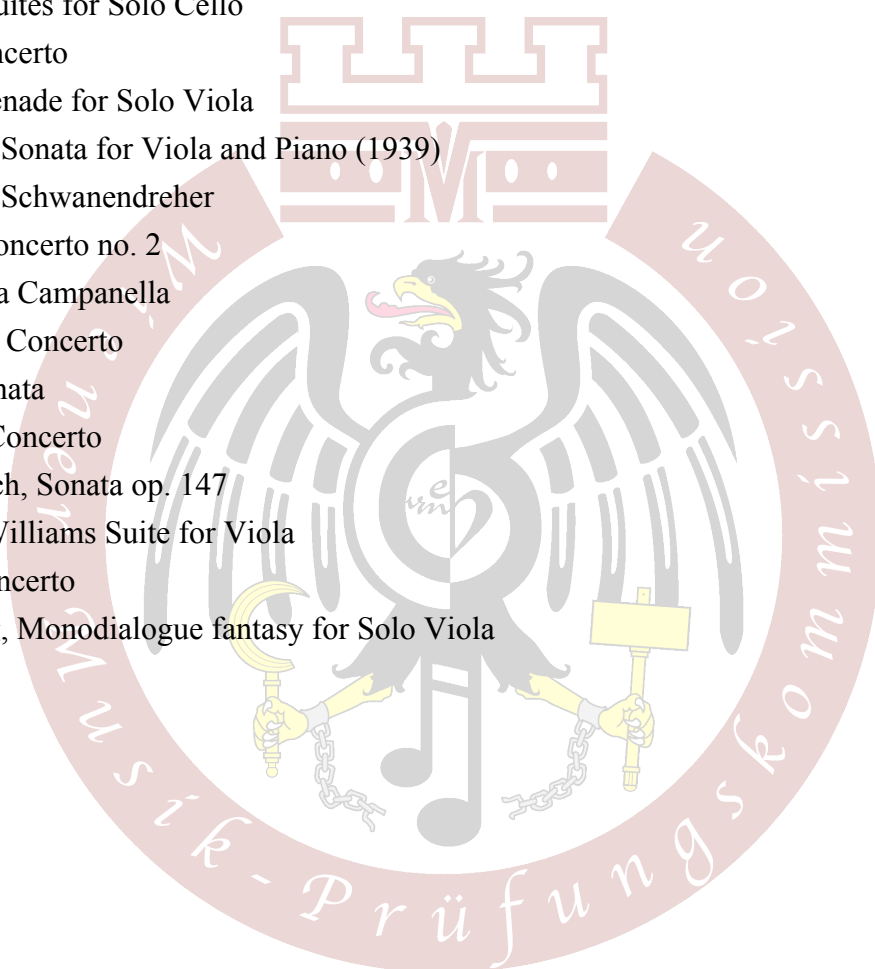 uites for Solo Cello
ncerto
enade for Solo Viola
Sonata for Viola and Piano (1939)
Schwanendreher
oncerto no. 2
a Campanella
Concerto
nata
Concerto
ch, Sonata op. 147
Williams Suite for Viola
ncerto
, Monodialogue fantasy for Solo Viola
Wiener Musik-Prüfungskommission